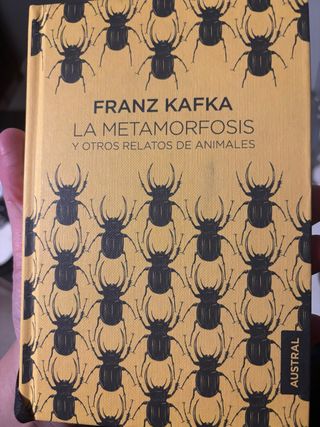 FRANZ KAFKA
LA METAMORFOSIS
Y OTROS RELATOS DE ANIMALES
AUSTRAL